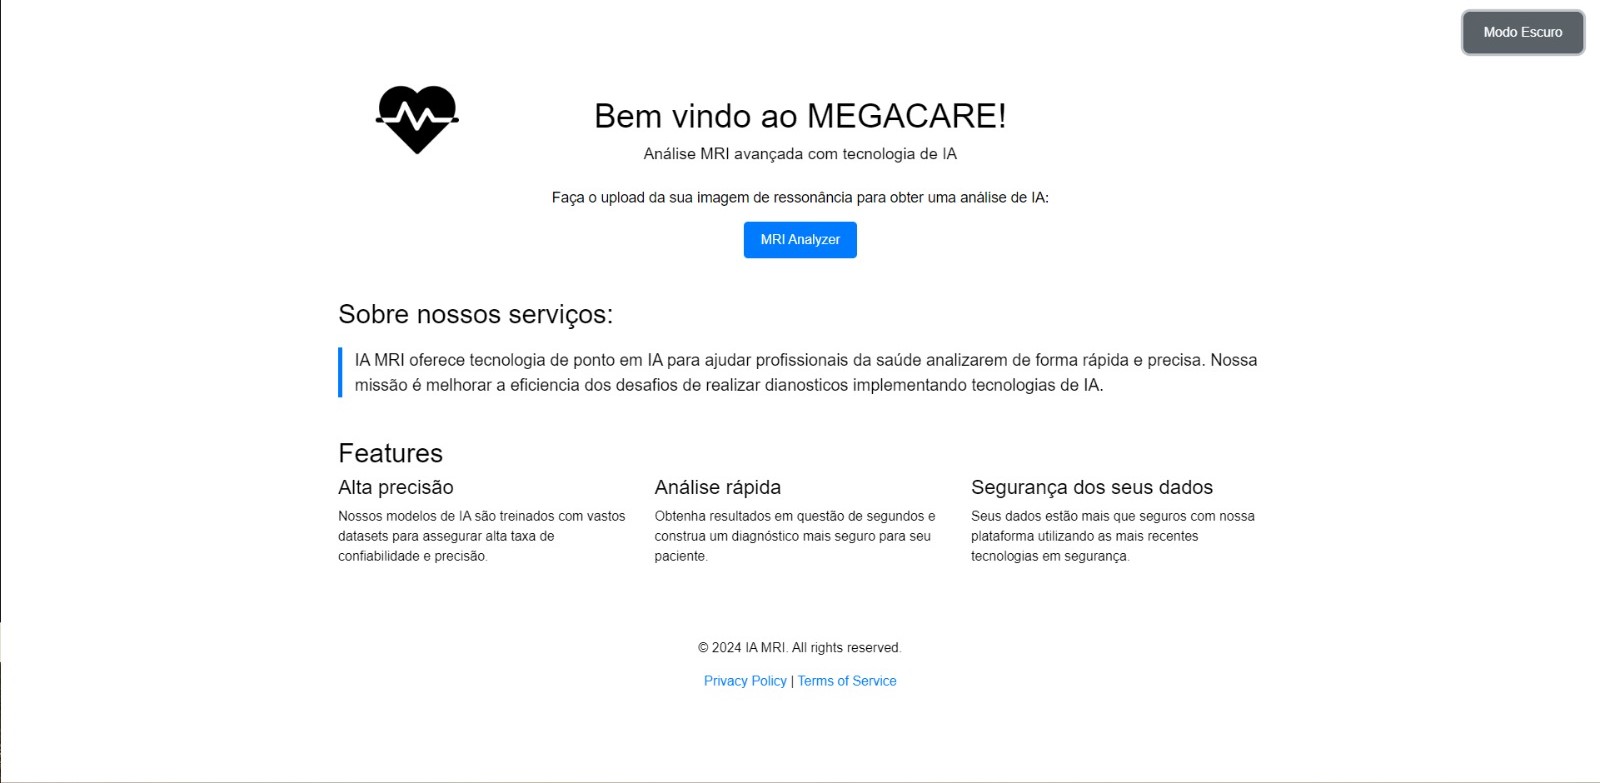 Modo Escuro
Bem vindo ao MEGACARE!
Análise MRI avançada com tecnologia de IA
Faça o upload da sua imagem de ressonância para obter uma análise de IA:
MRI Analyzer
Sobre nossos serviços:
IA MRI oferece tecnologia de ponto em IA para ajudar profissionais da saúde analizarem de forma rápida e precisa. Nossa
missão é melhorar a eficiencia dos desafios de realizar dianosticos implementando tecnologias de IA.
Features
Alta precisão
Nossos modelos de IA são treinados com vastos
datasets para assegurar alta taxa de
confiabilidade e precisão.
Análise rápida
Obtenha resultados em questão de segundos e
construa um diagnóstico mais seguro para seu
paciente.
Segurança dos seus dados
Seus dados estão mais que seguros com nossa
plataforma utilizando as mais recentes
tecnologias em segurança.
© 2024 IA MRI. All rights reserved.
Privacy Policy | Terms of Service